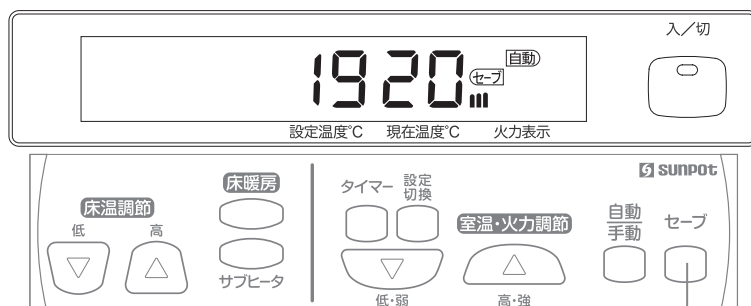 入／切
自動
19 20
セーブ
設定温度℃ 現在温度℃ 火力表示
sunpot
床暖房
タイマー 設定切換
床温調節
室温・火力調節
自動
手動
セーブ
低 高
サブヒータ
低・弱 高・強